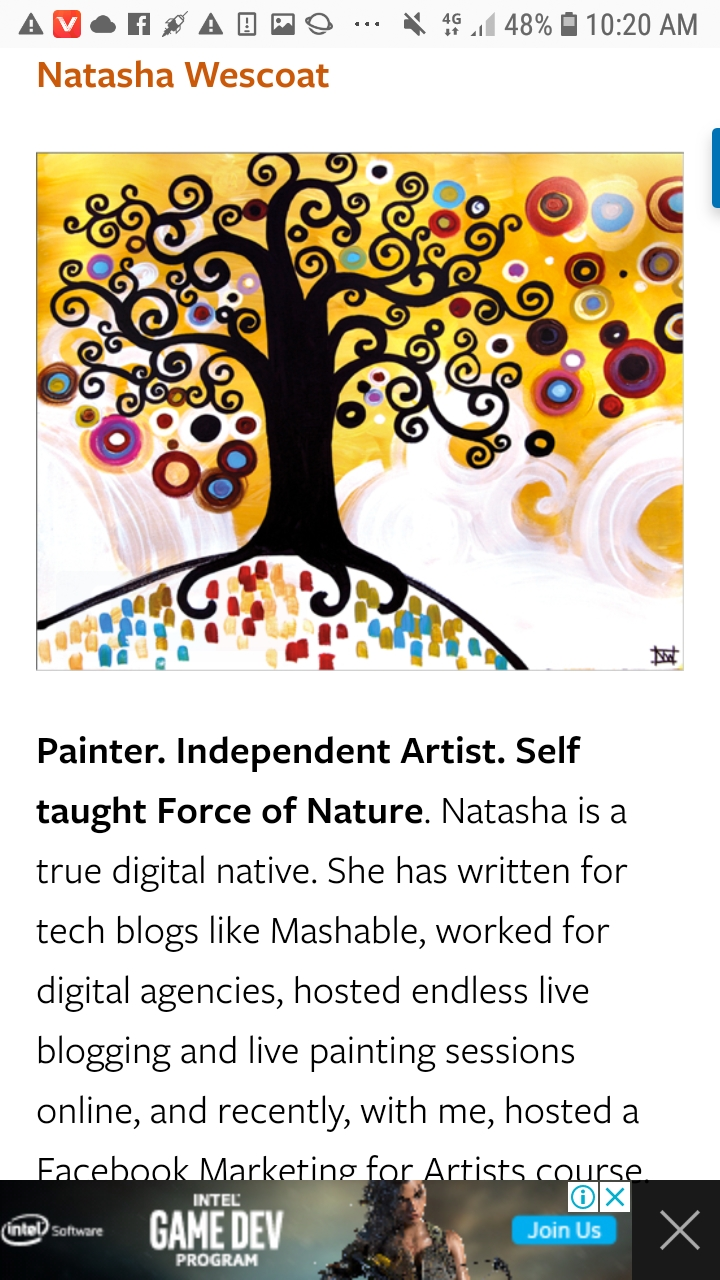 4G 48% 10:20 AM
Natasha Wescoat
NW
Painter. Independent Artist. Self
taught Force of Nature. Natasha is a
true digital native. She has written for
tech blogs like Mashable, worked for
digital agencies, hosted endless live
blogging and live painting sessions
online, and recently, with me, hosted a
Facebook Marketing for Artists course.
intel Software
INTEL®
GAME DEV
PROGRAM
Join Us